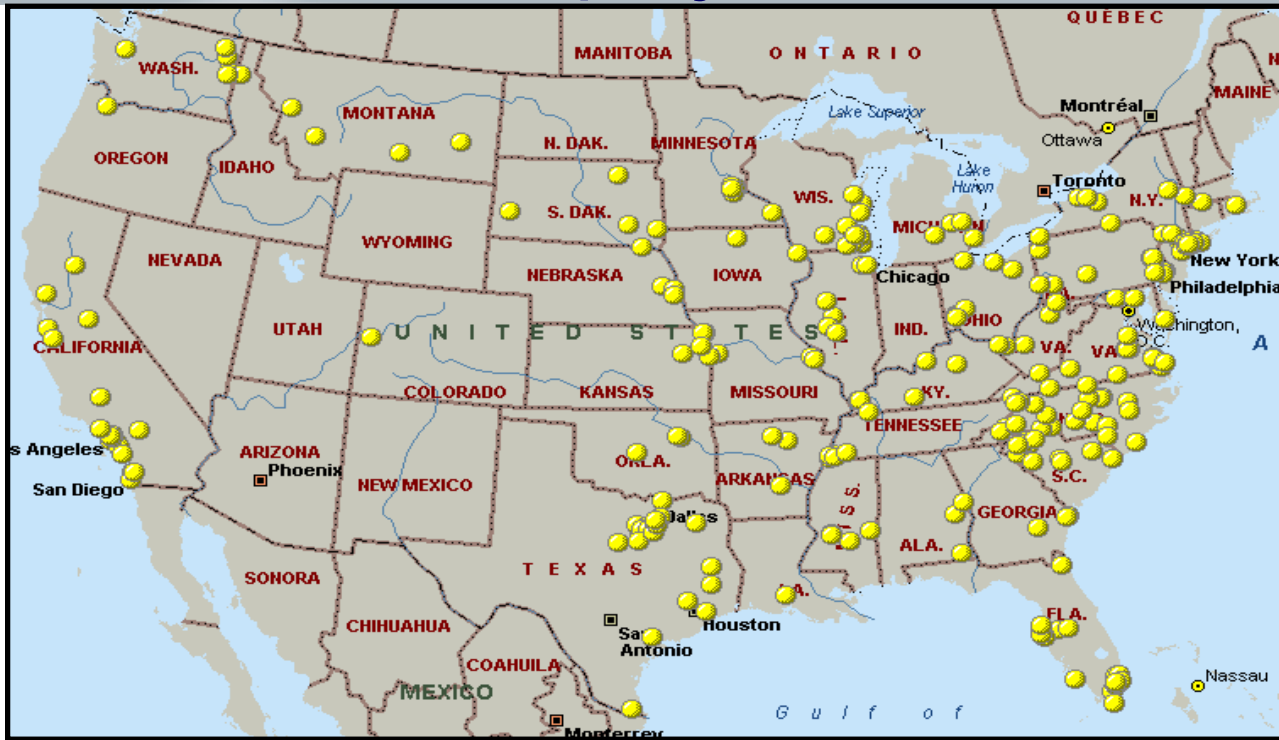 QUÉBEC
MANITOBA
ONTARIO
WASH.
MAINE
MONTANA
Montréal
Lake Superior
Ottawa
OREGON
IDAHO
N. DAK.
MINNESOTA
Lake
Huron
Toronto
WIS.
N.Y.
S. DAK.
WYOMING
NEVADA
NEBRASKA
IOWA
Chicago
New York
Philadelphia
UTAH
UNITED STATES
IND.
OHIO
CALIFORNIA
VA.
VA.
A
COLORADO
KANSAS
MISSOURI
KY.
TENNESSEE
s Angeles
ARIZONA
Phoenix
OKLA.
San Diego
NEW MEXICO
ARKANSAS
S.C.
Dallas
GEORGIA
ALA.
TEXAS
SONORA
LA.
FLA.
CHIHUAHUA
Houston
San
Antonio
COAHUILA
MEXICO
Nassau
Gulf of
Monterrey